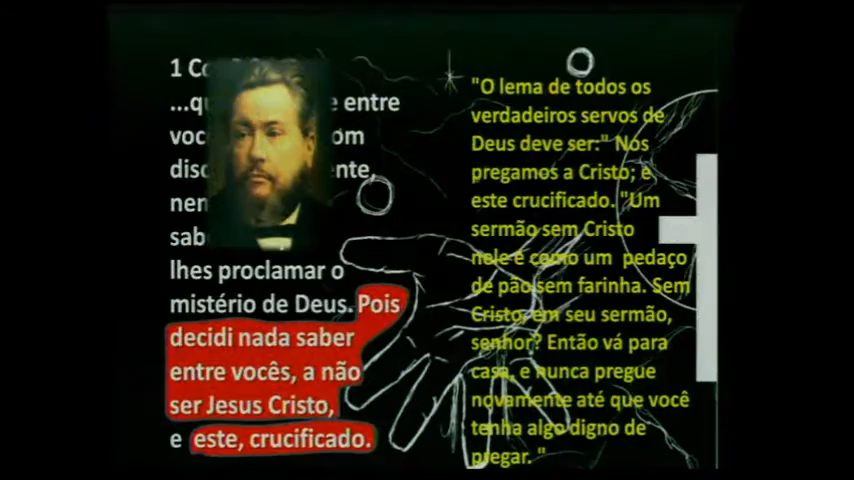 1 Co
...qu e entre
voc om
disc ente,
nem
sab
lhes proclamar o
mistério de Deus. Pois
decidi nada saber
entre vocês, a não
ser Jesus Cristo,
e este, crucificado.
"O lema de todos os
verdadeiros servos de
Deus deve ser:" Nós
pregamos a Cristo; e
este crucificado. "Um
sermão sem Cristo
nele é como um pedaço
de pão sem farinha. Sem
Cristo, em seu sermão,
senhor? Então vá para
casa, e nunca pregue
novamente até que você
tenha algo digno de
pregar. "